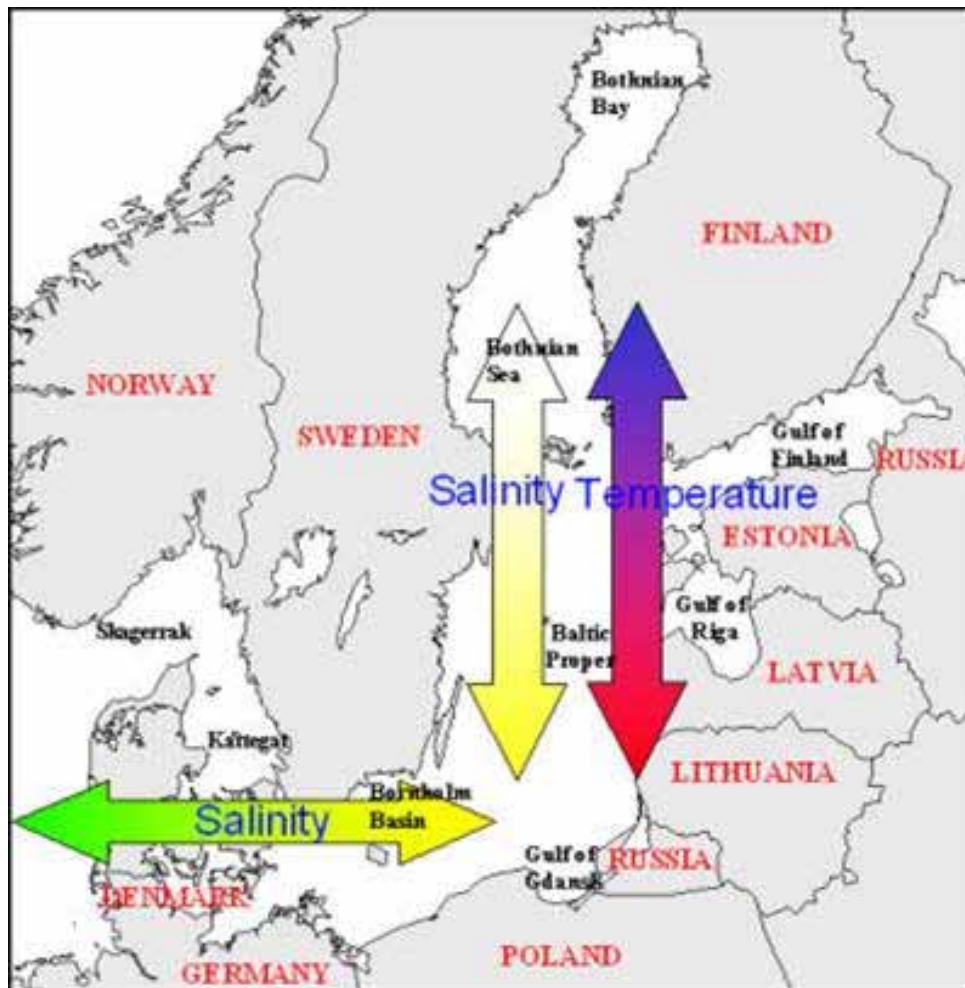 Bothnian
Bay
FINLAND
Bothnian
Sea
NORWAY
SWEDEN
Gulf of
Finland
RUSSI
Salinity
Temperature
ESTONIA
Gulf of
Riga
Skagerrak
Baltic
Proper
LATVIA
Kattegat
LITHUANIA
Bornholm
Basin
Salinity
Gulf of
Gdansk
RUSSIA
DENMARK
POLAND
GERMANY